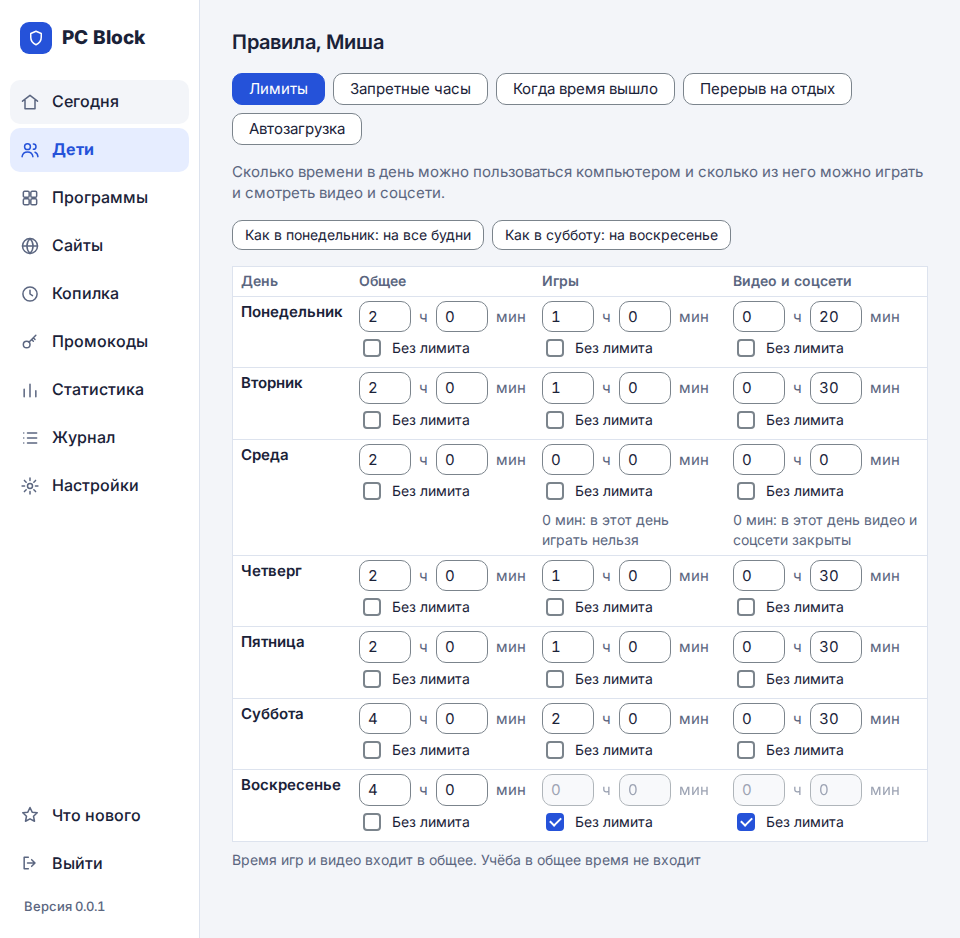 PC Block
Сегодня
Дети
Программы
Сайты
Копилка
Промокоды
Статистика
Журнал
Настройки
Что нового
Выйти
Версия 0.0.1
Правила, Миша
Лимиты Запретные часы Когда время вышло Перерыв на отдых
Автозагрузка
Сколько времени в день можно пользоваться компьютером и сколько из него можно играть
и смотреть видео и соцсети.
Как в понедельник: на все будни Как в субботу: на воскресенье
День Общее Игры Видео и соцсети
Понедельник 2 ч 0 мин 1 ч 0 мин 0 ч 20 мин
Без лимита Без лимита Без лимита
Вторник 2 ч 0 мин 1 ч 0 мин 0 ч 30 мин
Без лимита Без лимита Без лимита
Среда 2 ч 0 мин 0 ч 0 мин 0 ч 0 мин
Без лимита Без лимита Без лимита
0 мин: в этот день 0 мин: в этот день видео и
играть нельзя соцсети закрыты
Четверг 2 ч 0 мин 1 ч 0 мин 0 ч 30 мин
Без лимита Без лимита Без лимита
Пятница 2 ч 0 мин 1 ч 0 мин 0 ч 30 мин
Без лимита Без лимита Без лимита
Суббота 4 ч 0 мин 2 ч 0 мин 0 ч 30 мин
Без лимита Без лимита Без лимита
Воскресенье 4 ч 0 мин 0 ч 0 мин 0 ч 0 мин
Без лимита Без лимита Без лимита
Время игр и видео входит в общее. Учёба в общее время не входит